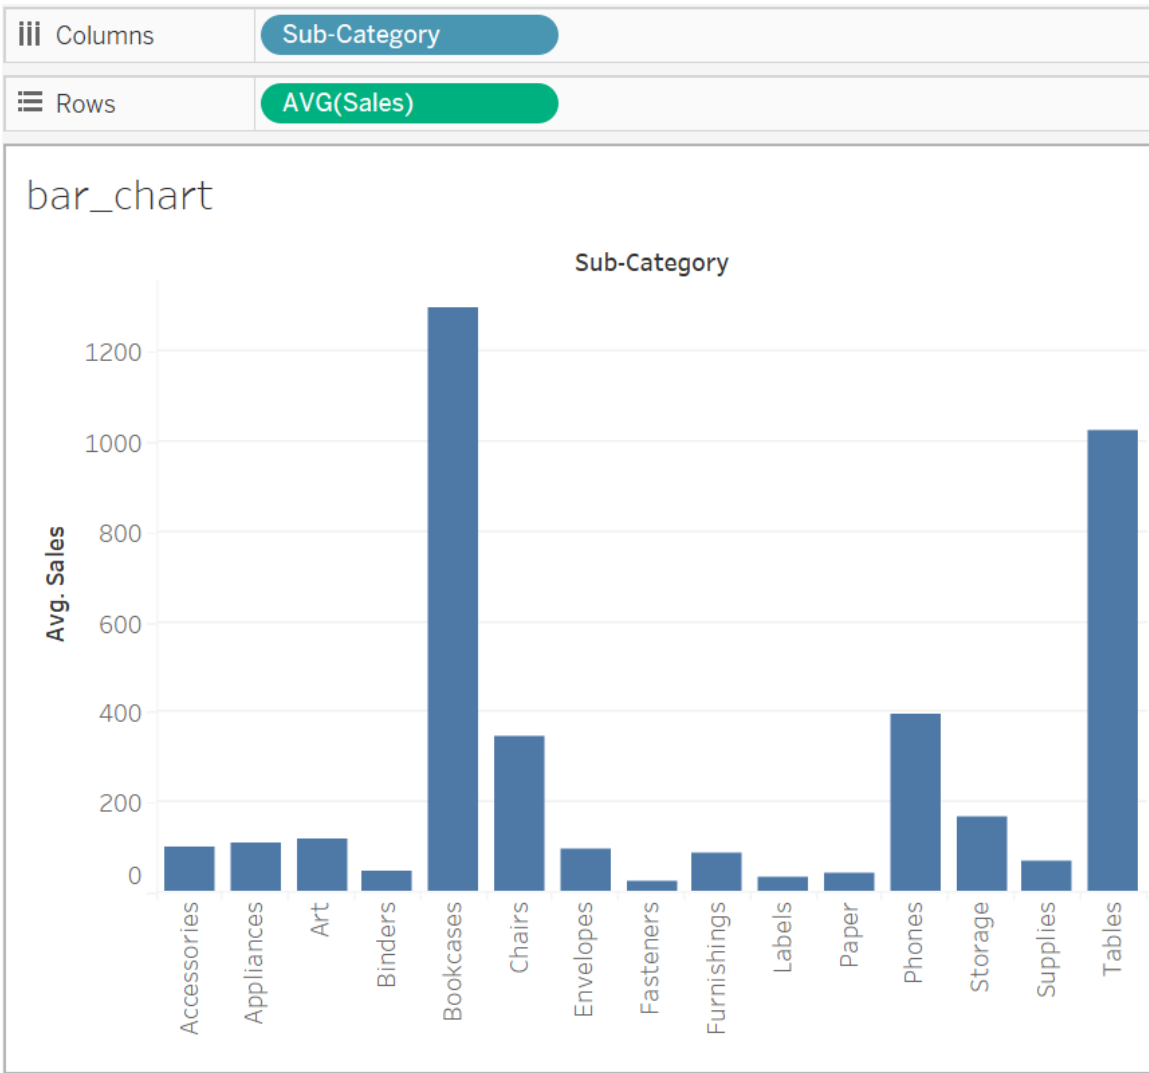 Columns Sub-Category
Rows AVG(Sales)
bar_chart
Sub-Category
Avg. Sales
1200
1000
800
600
400
200
0
Accessories
Appliances
Art
Binders
Bookcases
Chairs
Envelopes
Fasteners
Furnishings
Labels
Paper
Phones
Storage
Supplies
Tables